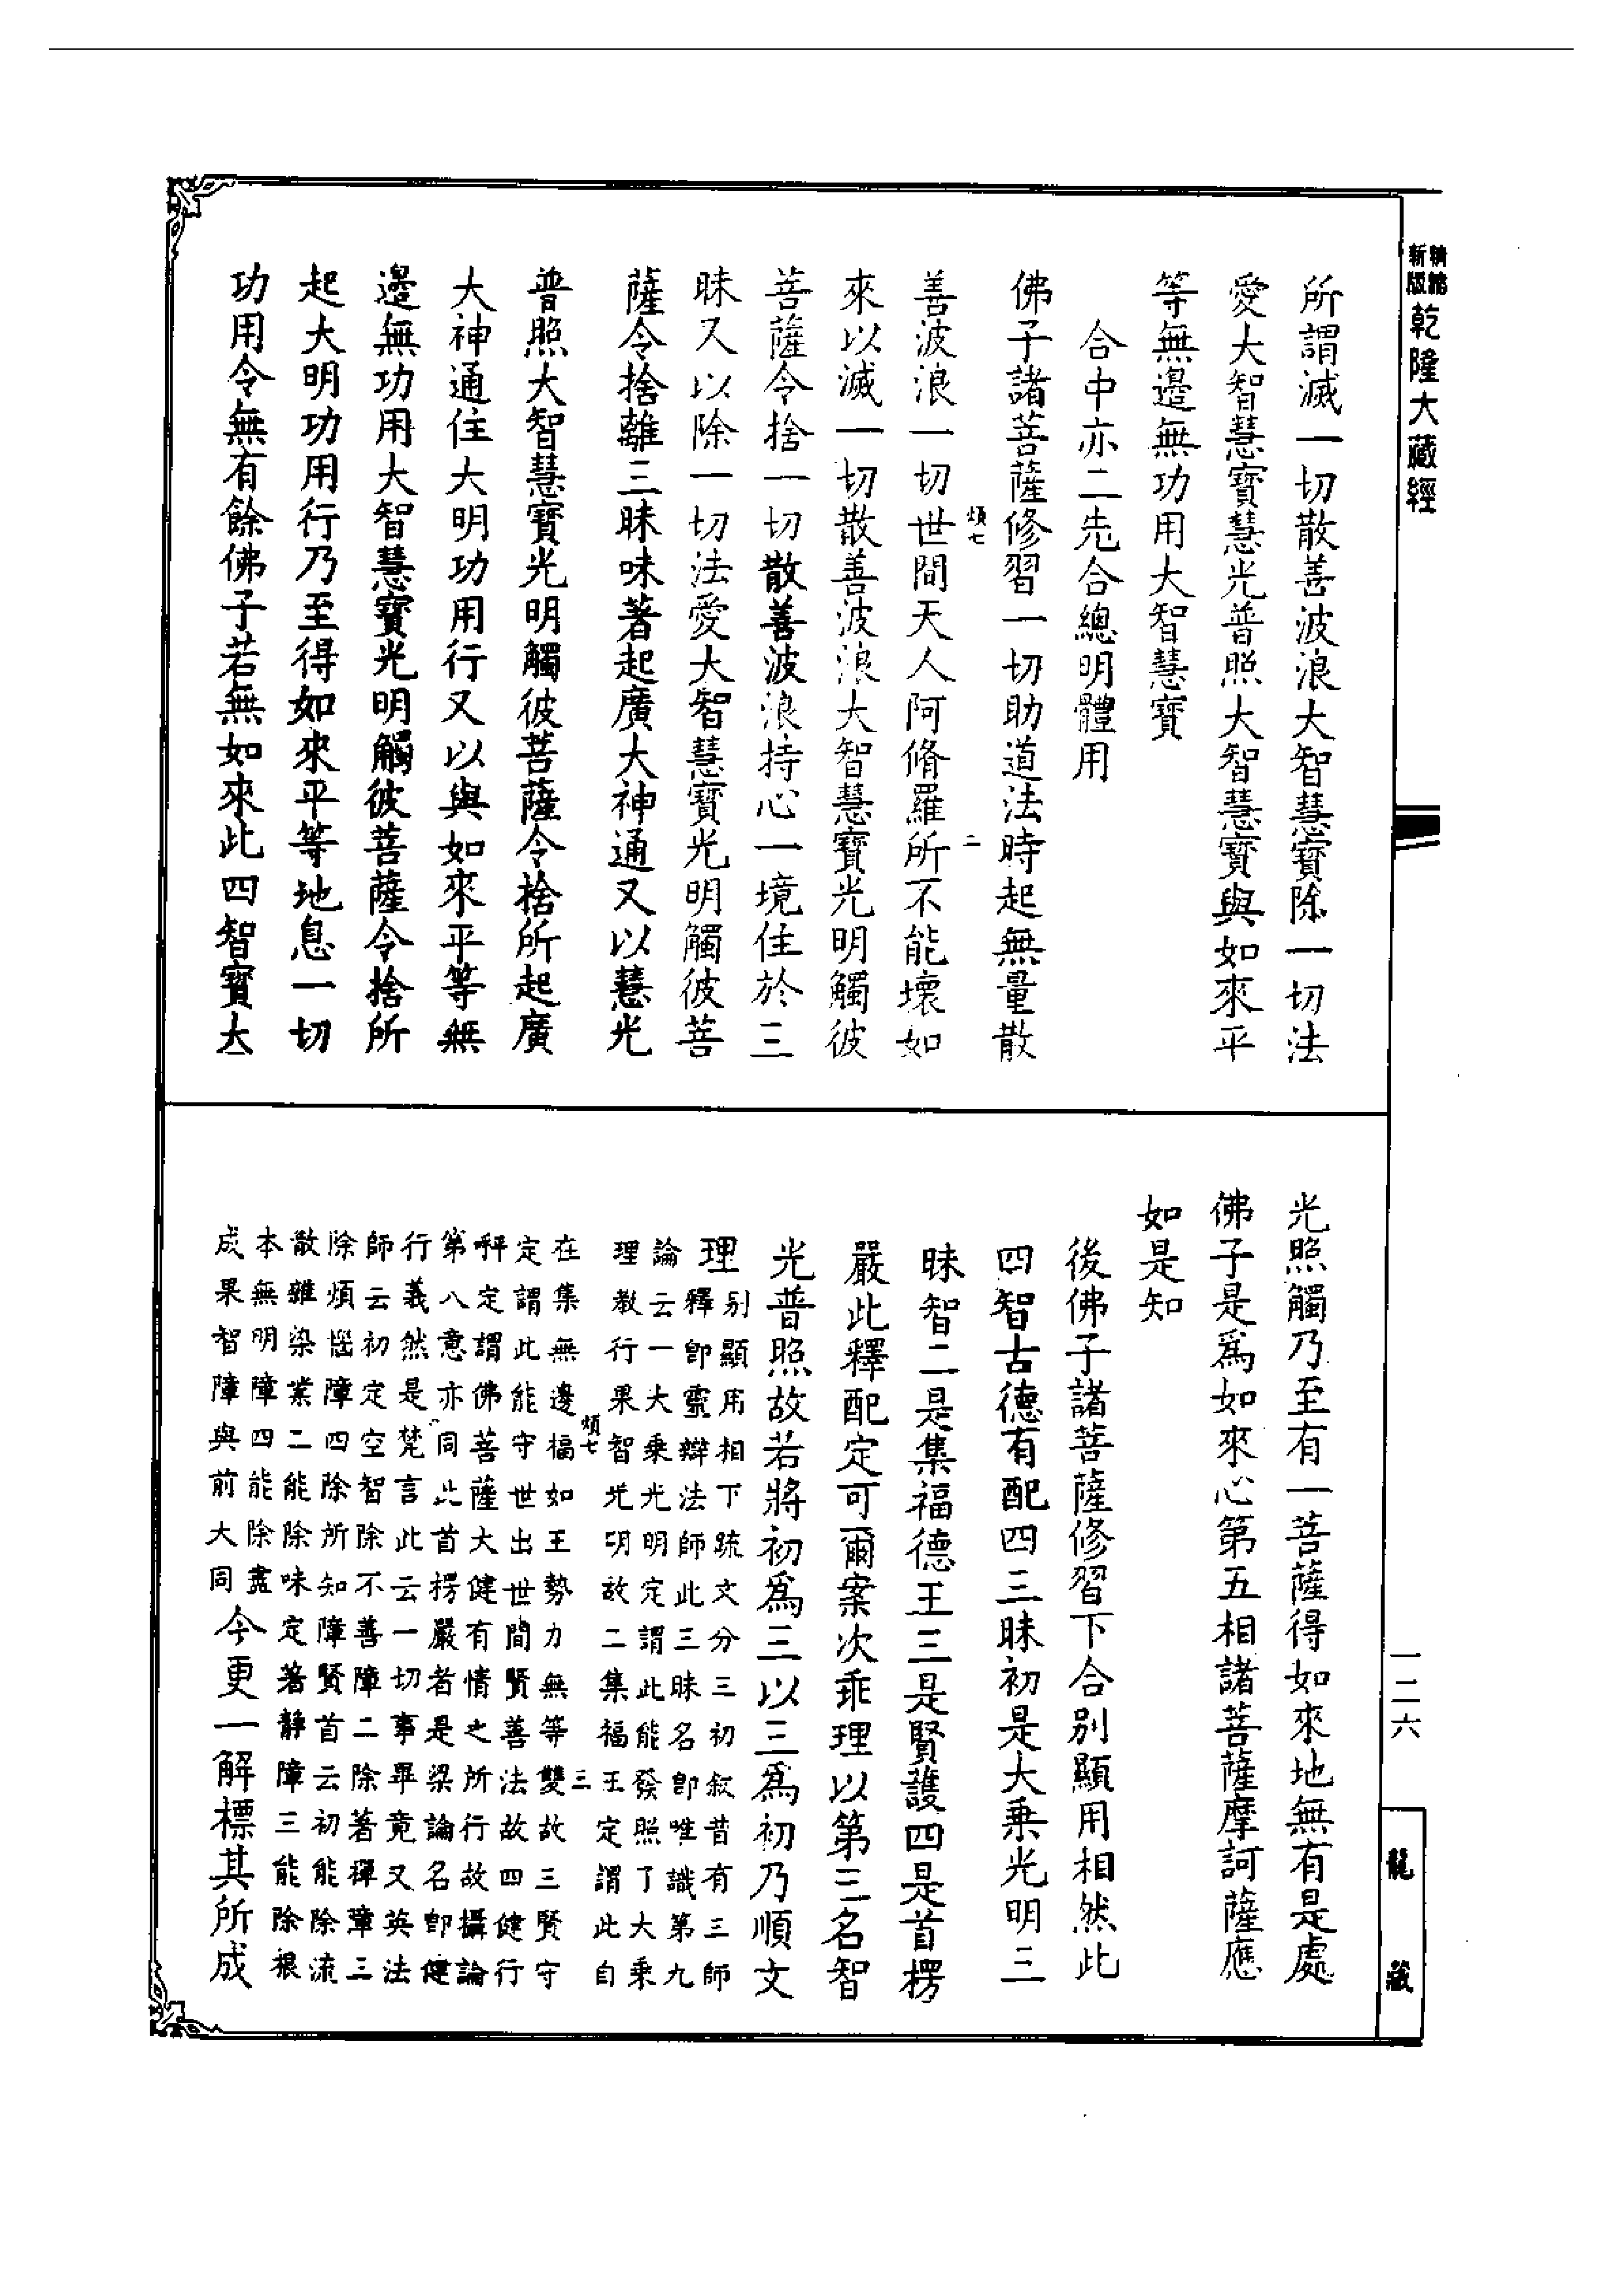 新編縮版乾隆大藏經
所謂滅一切散善波浪大智慧寶除一切法
愛大智慧寶慧光普照大智慧寶與如來平
等無邊無功用大智慧寶
合中亦二先合總明體用
佛子諸菩薩修習一切助道法時起無量散
善波浪一切世間天人阿脩羅所不能壞如
來以滅一切散善波浪大智慧寶光明觸彼
菩薩令捨一切散善波浪持心一境住於三
昧又以除一切法愛大智慧寶光明觸彼菩
薩令捨離三昧味著起廣大神通又以慧光
普照大智慧寶光明觸彼菩薩令捨所起廣
大神通住大明功用行又以與如來平等無
邊無功用大智慧寶光明觸彼菩薩令捨所
起大明功用行乃至得如來平等地息一切
功用令無有餘佛子若無如來此四智寶大
煩七
二
光照觸乃至有一菩薩得如來地無有是處
佛子是爲如來心第五相諸菩薩摩訶薩應
如是知
後佛子諸菩薩修習下合別顯用相然此
四智古德有配四三昧初是大乘光明三
昧智二是集福德王三是賢護四是首楞
嚴此釋配定可爾案次乖理以第三名智
光普照故若將初爲三以三爲初乃順文
理
別顯用相下疏文分三初敘昔有三師
釋卽靈辯法師此三昧名卽唯識第九
論云一大乘光明定謂此能發照了大乘
理教行果智光明故二集福王定謂此自
在集無邊福如王勢力無等雙故三賢守
定謂此能守世出世間賢善法故四健行
定謂佛菩薩大健有情之所行故攝論
第八意亦同此首楞嚴者是梁論名卽健
行義然是梵言此云一切事畢竟又英法
師云初定空智除不善障二除著禪障三
除煩惱障四除所知障賢首云初能除流
散雜染業二能除味定著靜障三能除根
本無明障四能除盡
成果智障與前大同
今更一解標其所成
煩七
三
一二六
龍藏